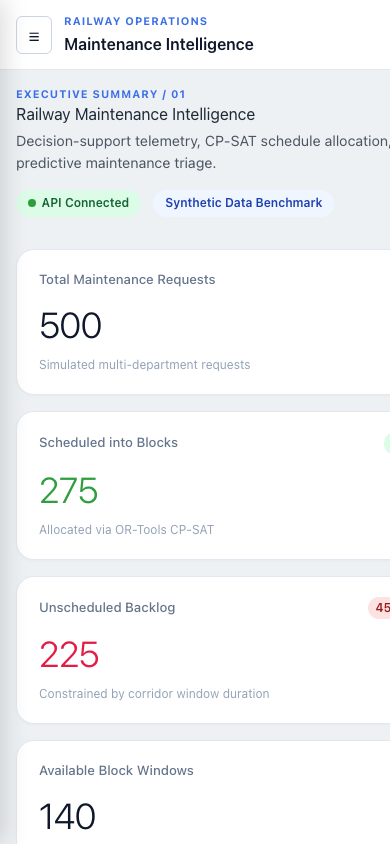 RAILWAY OPERATIONS
Maintenance Intelligence
EXECUTIVE SUMMARY / 01
Railway Maintenance Intelligence
Decision-support telemetry, CP-SAT schedule allocation,
predictive maintenance triage.
API Connected
Synthetic Data Benchmark
Total Maintenance Requests
500
Simulated multi-department requests
Scheduled into Blocks
275
Allocated via OR-Tools CP-SAT
Unscheduled Backlog
45
225
Constrained by corridor window duration
Available Block Windows
140